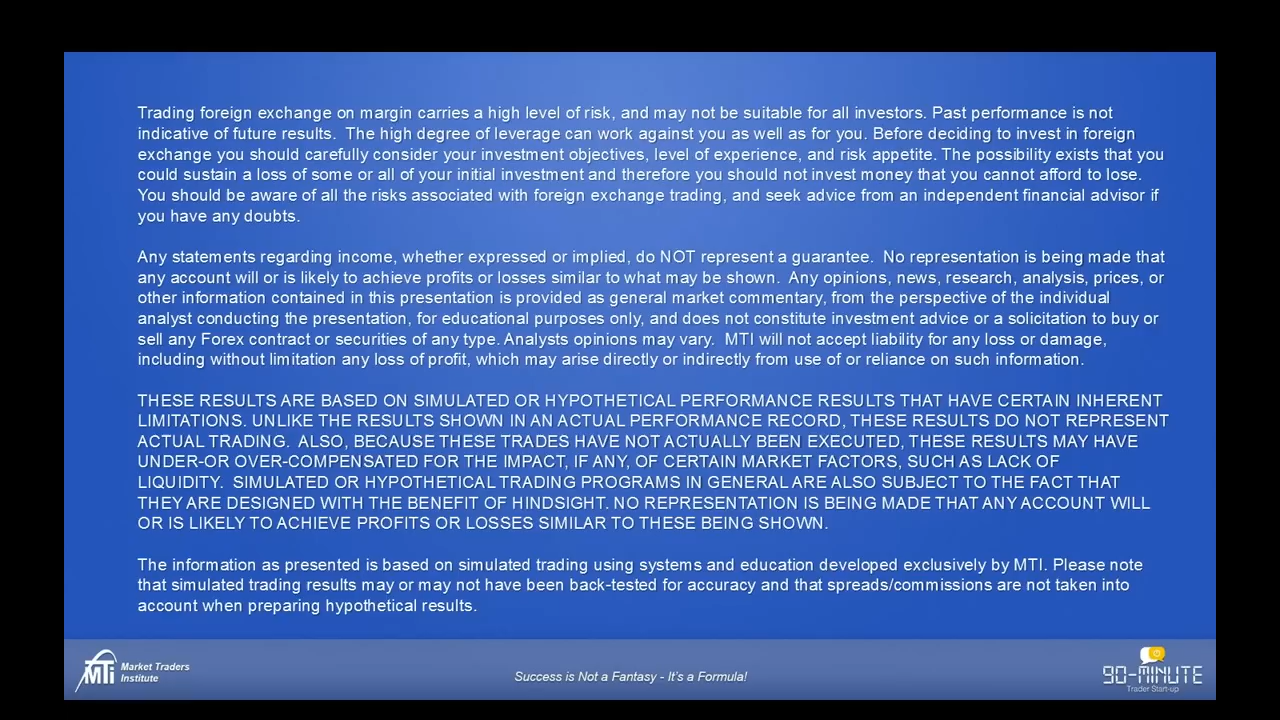 Trading foreign exchange on margin carries a high level of risk, and may not be suitable for all investors. Past performance is not
indicative of future results.  The high degree of leverage can work against you as well as for you. Before deciding to invest in foreign
exchange you should carefully consider your investment objectives, level of experience, and risk appetite. The possibility exists that you
could sustain a loss of some or all of your initial investment and therefore you should not invest money that you cannot afford to lose.
You should be aware of all the risks associated with foreign exchange trading, and seek advice from an independent financial advisor if
you have any doubts.
Any statements regarding income, whether expressed or implied, do NOT represent a guarantee.  No representation is being made that
any account will or is likely to achieve profits or losses similar to what may be shown.  Any opinions, news, research, analysis, prices, or
other information contained in this presentation is provided as general market commentary, from the perspective of the individual
analyst conducting the presentation, for educational purposes only, and does not constitute investment advice or a solicitation to buy or
sell any Forex contract or securities of any type. Analysts opinions may vary.  MTI will not accept liability for any loss or damage,
including without limitation any loss of profit, which may arise directly or indirectly from use of or reliance on such information.
THESE RESULTS ARE BASED ON SIMULATED OR HYPOTHETICAL PERFORMANCE RESULTS THAT HAVE CERTAIN INHERENT
LIMITATIONS. UNLIKE THE RESULTS SHOWN IN AN ACTUAL PERFORMANCE RECORD, THESE RESULTS DO NOT REPRESENT
ACTUAL TRADING.  ALSO, BECAUSE THESE TRADES HAVE NOT ACTUALLY BEEN EXECUTED, THESE RESULTS MAY HAVE
UNDER-OR OVER-COMPENSATED FOR THE IMPACT, IF ANY, OF CERTAIN MARKET FACTORS, SUCH AS LACK OF
LIQUIDITY.  SIMULATED OR HYPOTHETICAL TRADING PROGRAMS IN GENERAL ARE ALSO SUBJECT TO THE FACT THAT
THEY ARE DESIGNED WITH THE BENEFIT OF HINDSIGHT. NO REPRESENTATION IS BEING MADE THAT ANY ACCOUNT WILL
OR IS LIKELY TO ACHIEVE PROFITS OR LOSSES SIMILAR TO THESE BEING SHOWN.
The information as presented is based on simulated trading using systems and education developed exclusively by MTI. Please note
that simulated trading results may or may not have been back-tested for accuracy and that spreads/commissions are not taken into
account when preparing hypothetical results.
MTI Market Traders
Institute
Success is Not a Fantasy - It's a Formula!
90-MINUTE
Trader Start-up